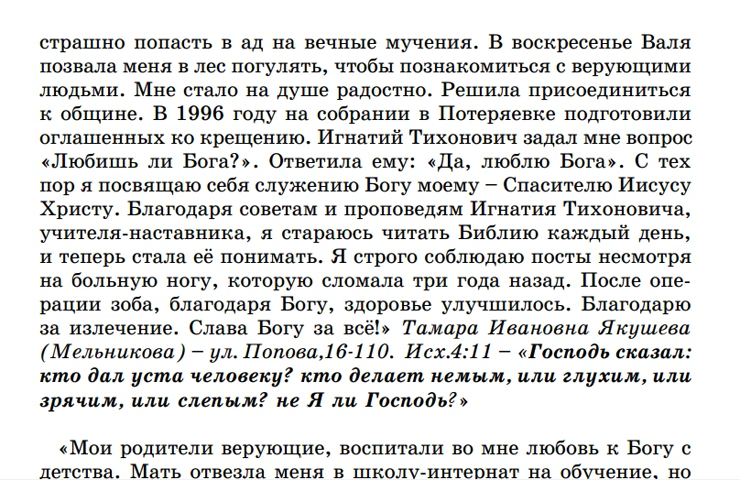 страшно попасть в ад на вечные мучения. В воскресенье Валя
позвала меня в лес погулять, чтобы познакомиться с верующими
людьми. Мне стало на душе радостно. Решила присоединиться
к общине. В 1996 году на собрании в Потеряевке подготовили
оглашенных ко крещению. Игнатий Тихонович задал мне вопрос
«Любишь ли Бога?». Ответила ему: «Да, люблю Бога». С тех
пор я посвящаю себя служению Богу моему – Спасителю Иисусу
Христу. Благодаря советам и проповедям Игнатия Тихоновича,
учителя-наставника, я стараюсь читать Библию каждый день,
и теперь стала её понимать. Я строго соблюдаю посты несмотря
на больную ногу, которую сломала три года назад. После опе-
рации зоба, благодаря Богу, здоровье улучшилось. Благодарю
за излечение. Слава Богу за всё!» Тамара Ивановна Якушева
(Мельникова) – ул. Попова,16-110. Исх.4:11 – «Господь сказал:
кто дал уста человеку? кто делает немым, или глухим, или
зрячим, или слепым? не Я ли Господь?»
«Мои родители верующие, воспитали во мне любовь к Богу с
детства. Мать отвезла меня в школу-интернат на обучение, но